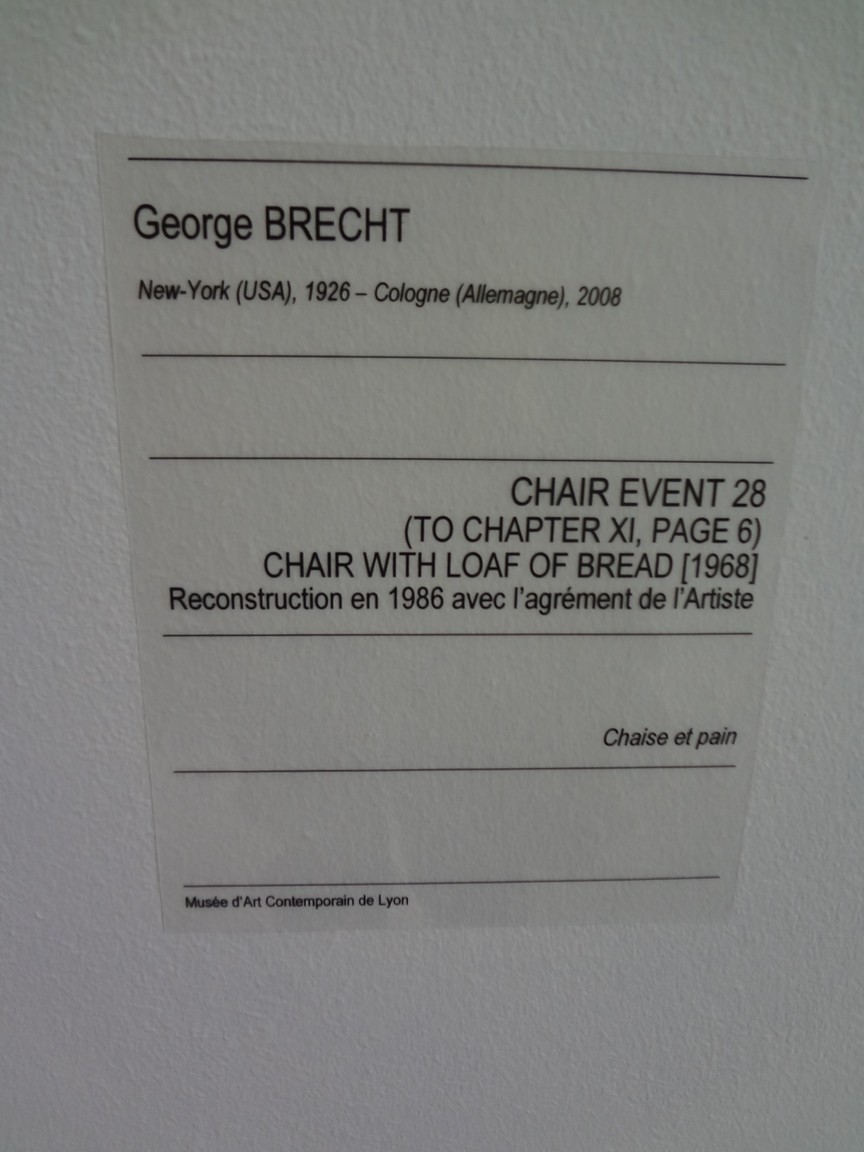 George BRECHT
New-York (USA), 1926 – Cologne (Allemagne), 2008
CHAIR EVENT 28
(TO CHAPTER XI, PAGE 6)
CHAIR WITH LOAF OF BREAD [1968]
Reconstruction en 1986 avec l'agrément de l'Artiste
Chaise et pain
Musée d'Art Contemporain de Lyon